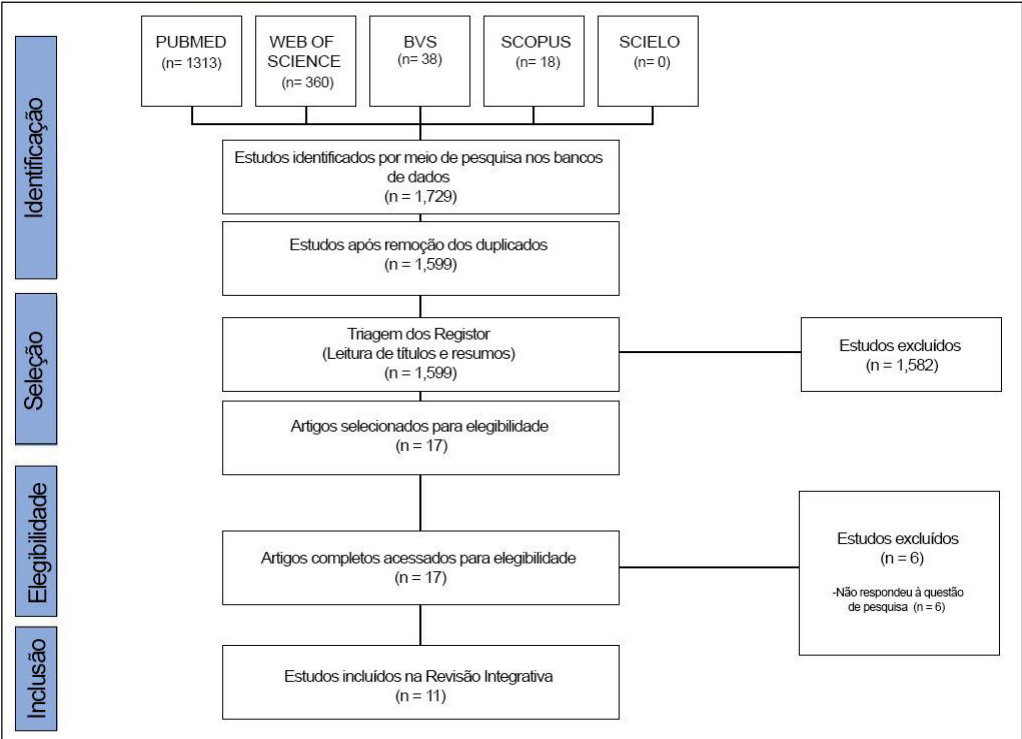 Identificação
PUBMED
(n= 1313)
WEB OF
SCIENCE
(n= 360)
BVS
(n= 38)
SCOPUS
(n= 18)
SCIELO
(n= 0)
Estudos identificados por meio de pesquisa nos bancos
de dados
(n = 1,729)
Estudos após remoção dos duplicados
(n = 1,599)
Seleção
Triagem dos Registor
(Leitura de títulos e resumos)
(n = 1,599)
Estudos excluídos
(n = 1,582)
Artigos selecionados para elegibilidade
(n = 17)
Elegibilidade
Artigos completos acessados para elegibilidade
(n = 17)
Estudos excluídos
(n = 6)
-Não respondeu à questão
de pesquisa (n = 6)
Inclusão
Estudos incluídos na Revisão Integrativa
(n = 11)